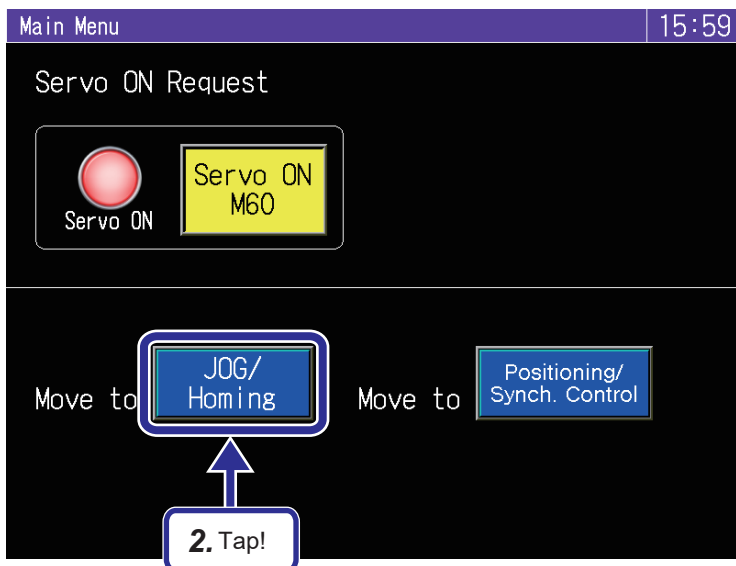 Main Menu 15:59
Servo ON Request
Servo ON
Servo ON
M60
Move to
JOG/
Homing
Move to
Positioning/
Synch. Control
2. Tap!